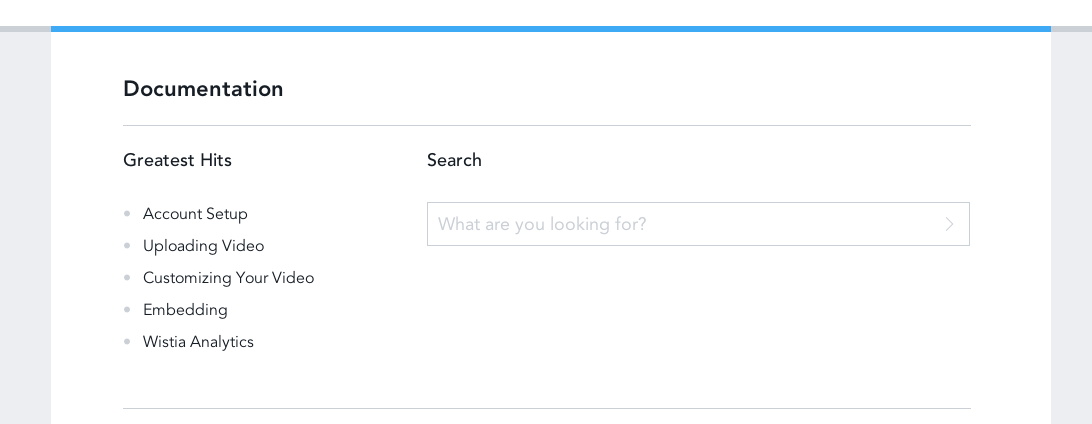 Documentation
Greatest Hits
Account Setup
Uploading Video
Customizing Your Video
Embedding
Wistia Analytics
Search
What are you looking for?